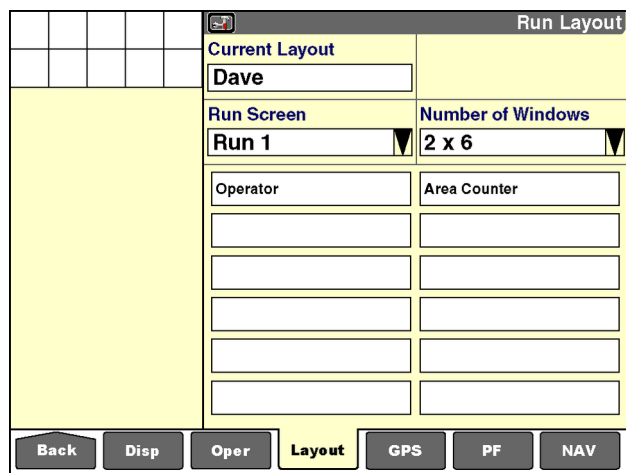 Run Layout
Current Layout
Dave
Run Screen
Number of Windows
Run 1
2 x 6
Operator
Area Counter
Back
Disp
Oper
Layout
GPS
PF
NAV